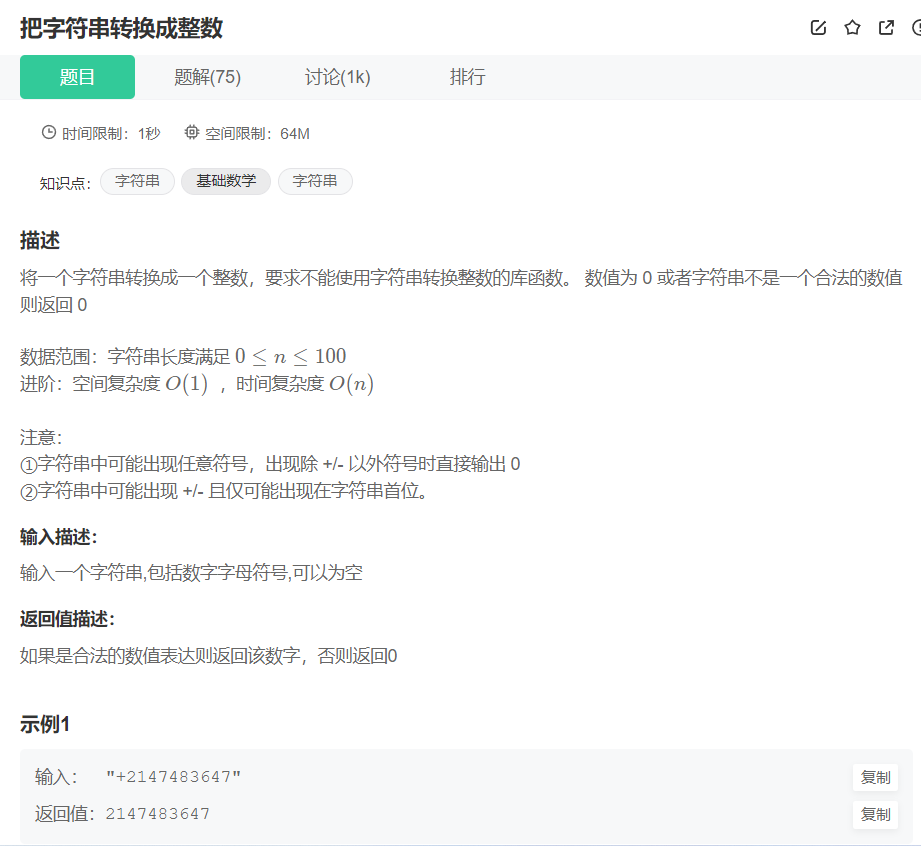 把字符串转换成整数
题目 题解(75) 讨论(1k) 排行
时间限制：1秒 空间限制：64M
知识点： 字符串 基础数学 字符串
描述
将一个字符串转换成一个整数，要求不能使用字符串转换整数的库函数。 数值为 0 或者字符串不是一个合法的数值
则返回 0
数据范围：字符串长度满足 0 ≤ n ≤ 100
进阶：空间复杂度 O(1) ，时间复杂度 O(n)
注意：
①字符串中可能出现任意符号，出现除 +/- 以外符号时直接输出 0
②字符串中可能出现 +/- 且仅可能出现在字符串首位。
输入描述：
输入一个字符串,包括数字字母符号,可以为空
返回值描述：
如果是合法的数值表达则返回该数字，否则返回0
示例1
输入： "+2147483647" 复制
返回值：2147483647 复制